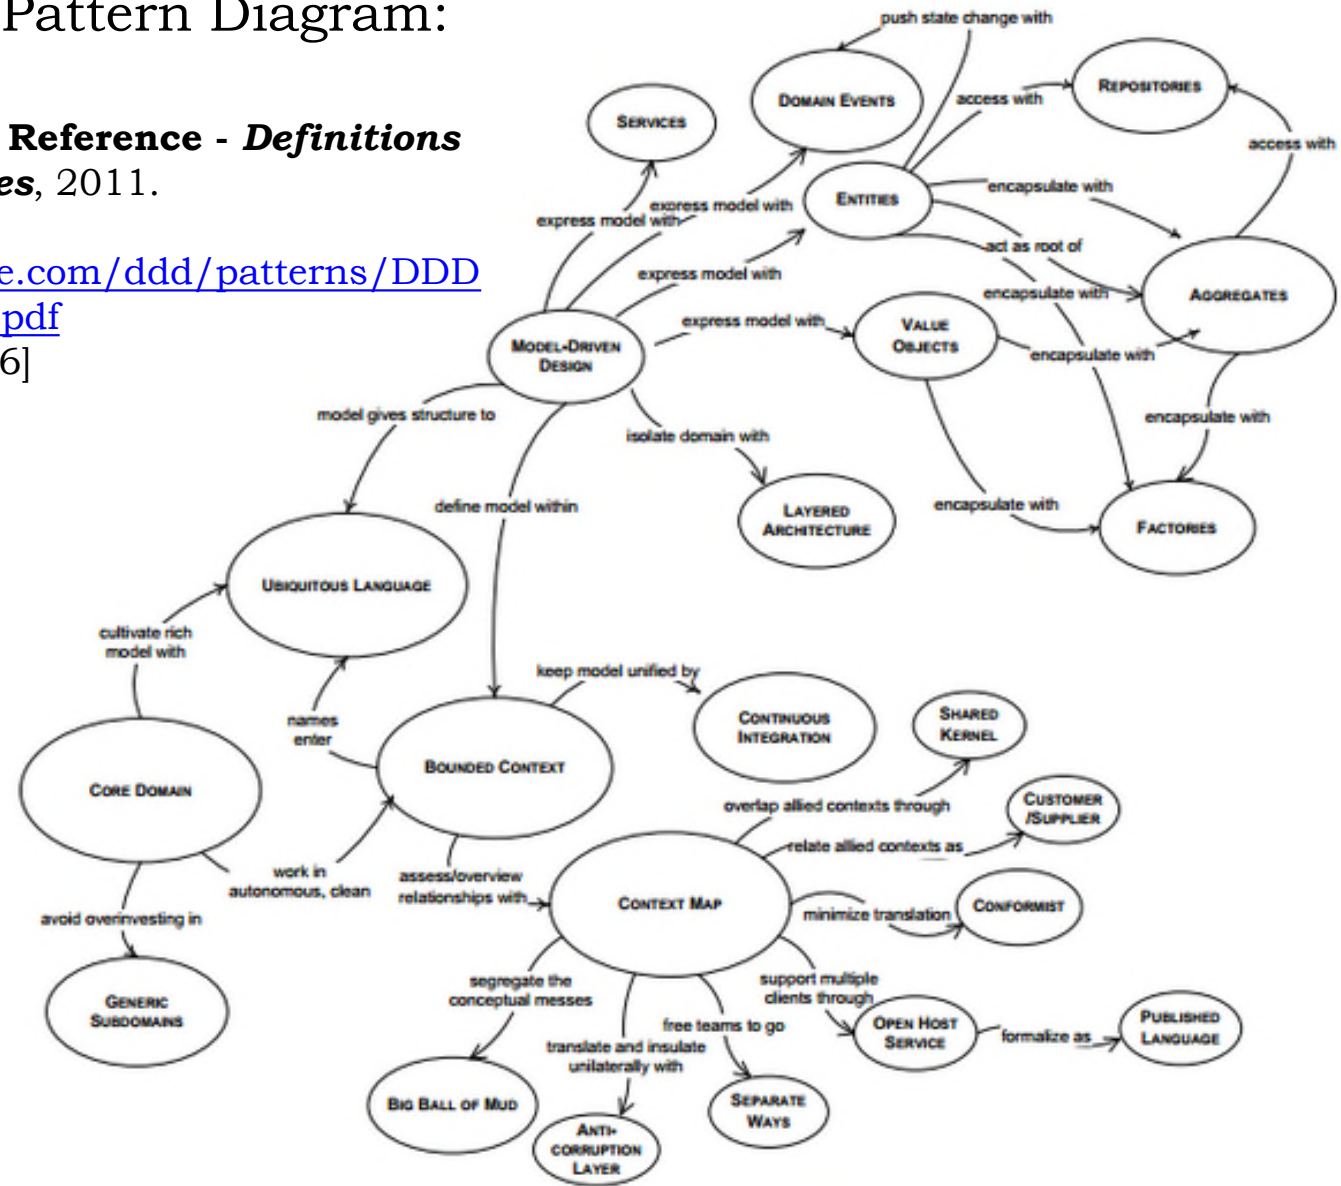 Pattern Diagram:
Reference - Definitions
es, 2011.
e.com/ddd/patterns/DDD
pdf
6]
push state change with
DOMAIN EVENTS
REPOSITORIES
access with
SERVICES
access with
ENTITIES
encapsulate with
express model with
express model with
act as root of
express model with
encapsulate with
AGGREGATES
express model with
VALUE
OBJECTS
MODEL-DRIVEN
DESIGN
encapsulate with
model gives structure to
encapsulate with
isolate domain with
define model within
encapsulate with
LAYERED
ARCHITECTURE
FACTORIES
UBIQUITOUS LANGUAGE
cultivate rich
model with
keep model unified by
names
enter
CONTINUOUS
INTEGRATION
SHARED
KERNEL
BOUNDED CONTEXT
CORE DOMAIN
overlap allied contexts through
CUSTOMER
/SUPPLIER
relate allied contexts as
work in
autonomous, clean
assess/overview
relationships with
CONTEXT MAP
minimize translation
CONFORMIST
avoid overinvesting in
segregate the
conceptual messes
support multiple
clients through
GENERIC
SUBDOMAINS
free teams to go
OPEN HOST
SERVICE
formalize as
PUBLISHED
LANGUAGE
translate and insulate
unilaterally with
BIG BALL OF MUD
SEPARATE
WAYS
ANTI-
CORRUPTION
LAYER